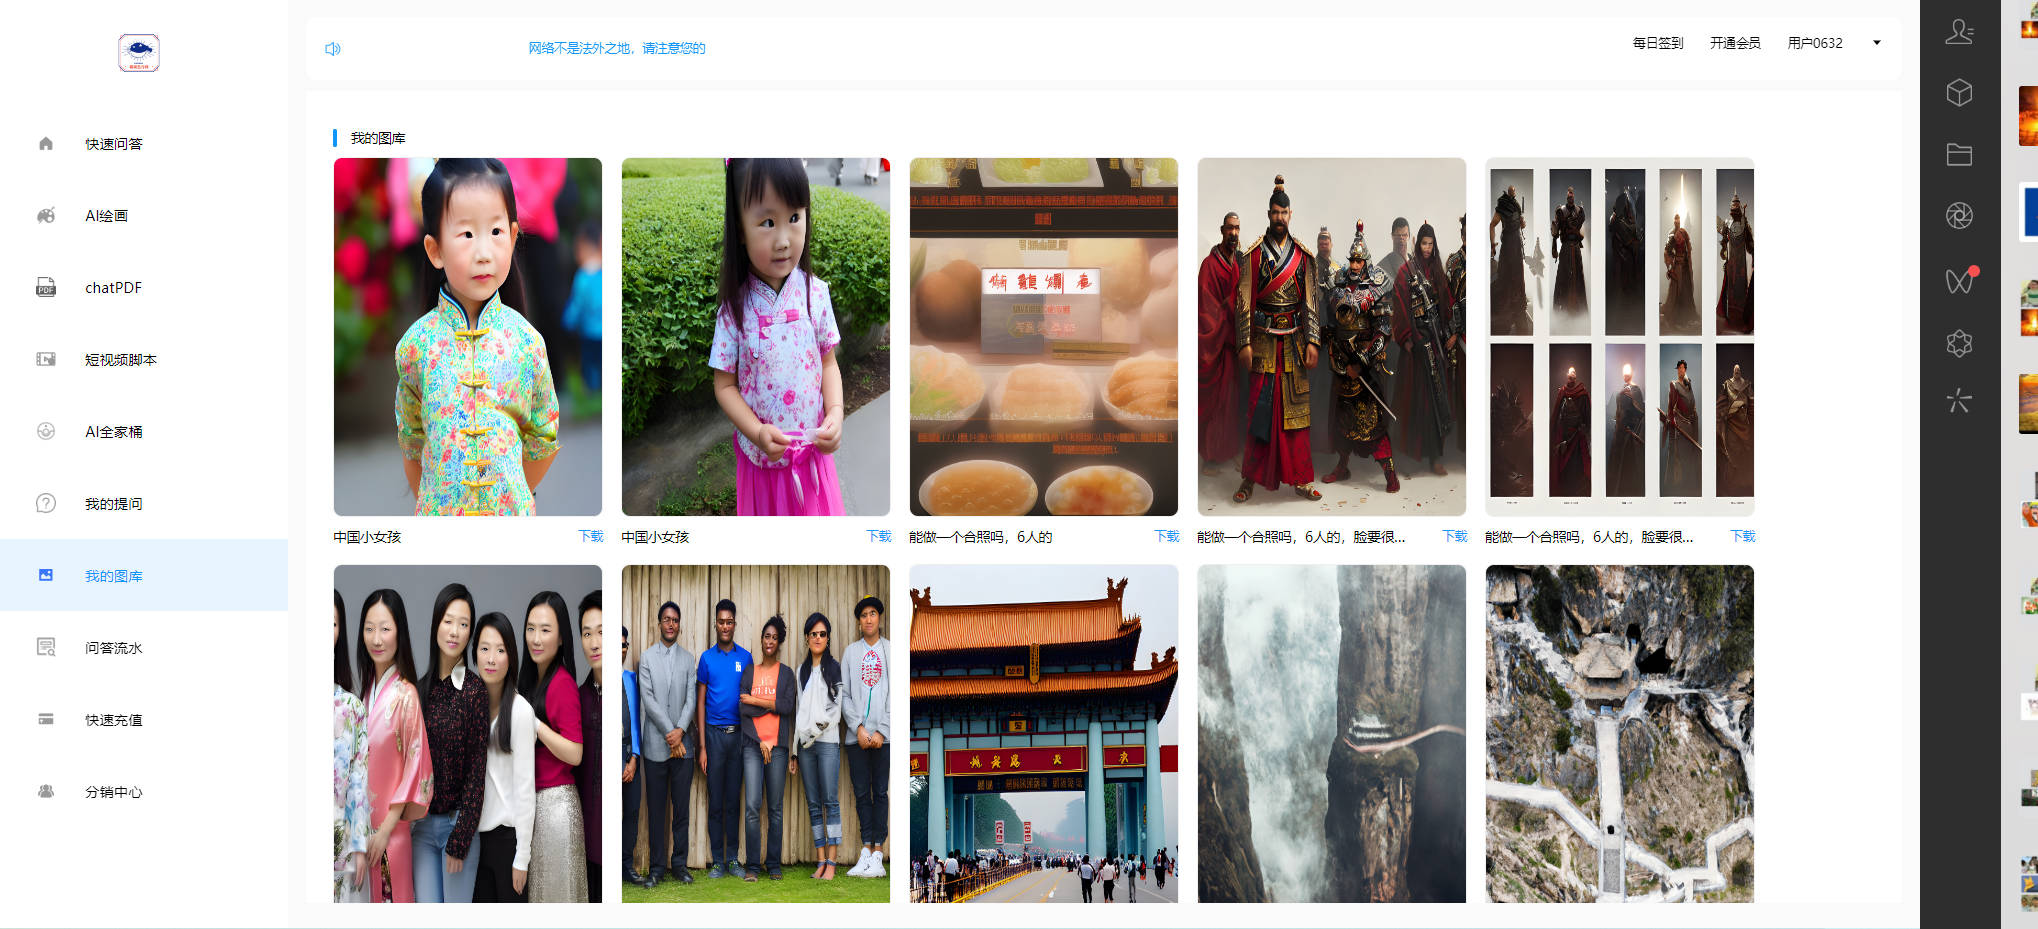 网络不是法外之地，请注意您的
每日签到
开通会员
用户0632
快速问答
AI绘画
chatPDF
短视频脚本
AI全家桶
我的提问
我的图库
问答流水
快速充值
分销中心
我的图库
中国小女孩
下载
中国小女孩
下载
能做一个合照吗，6人的
下载
能做一个合照吗，6人的，脸要很...
下载
能做一个合照吗，6人的，脸要很...
下载